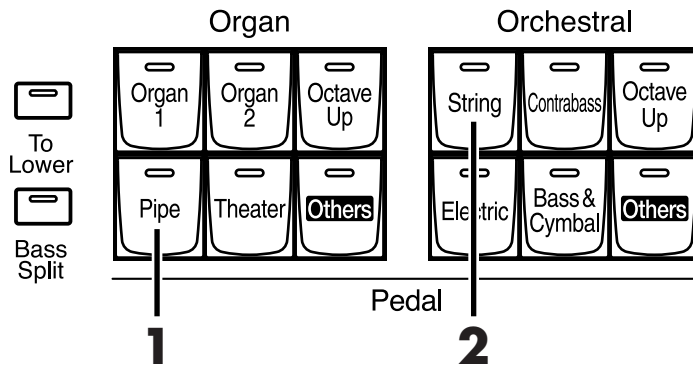 Organ
Orchestral
Organ 1
Organ 2
Octave Up
String
Contrabass
Octave Up
To Lower
Pipe
Theater
Others
Electric
Bass & Cymbal
Others
Bass Split
Pedal
1
2